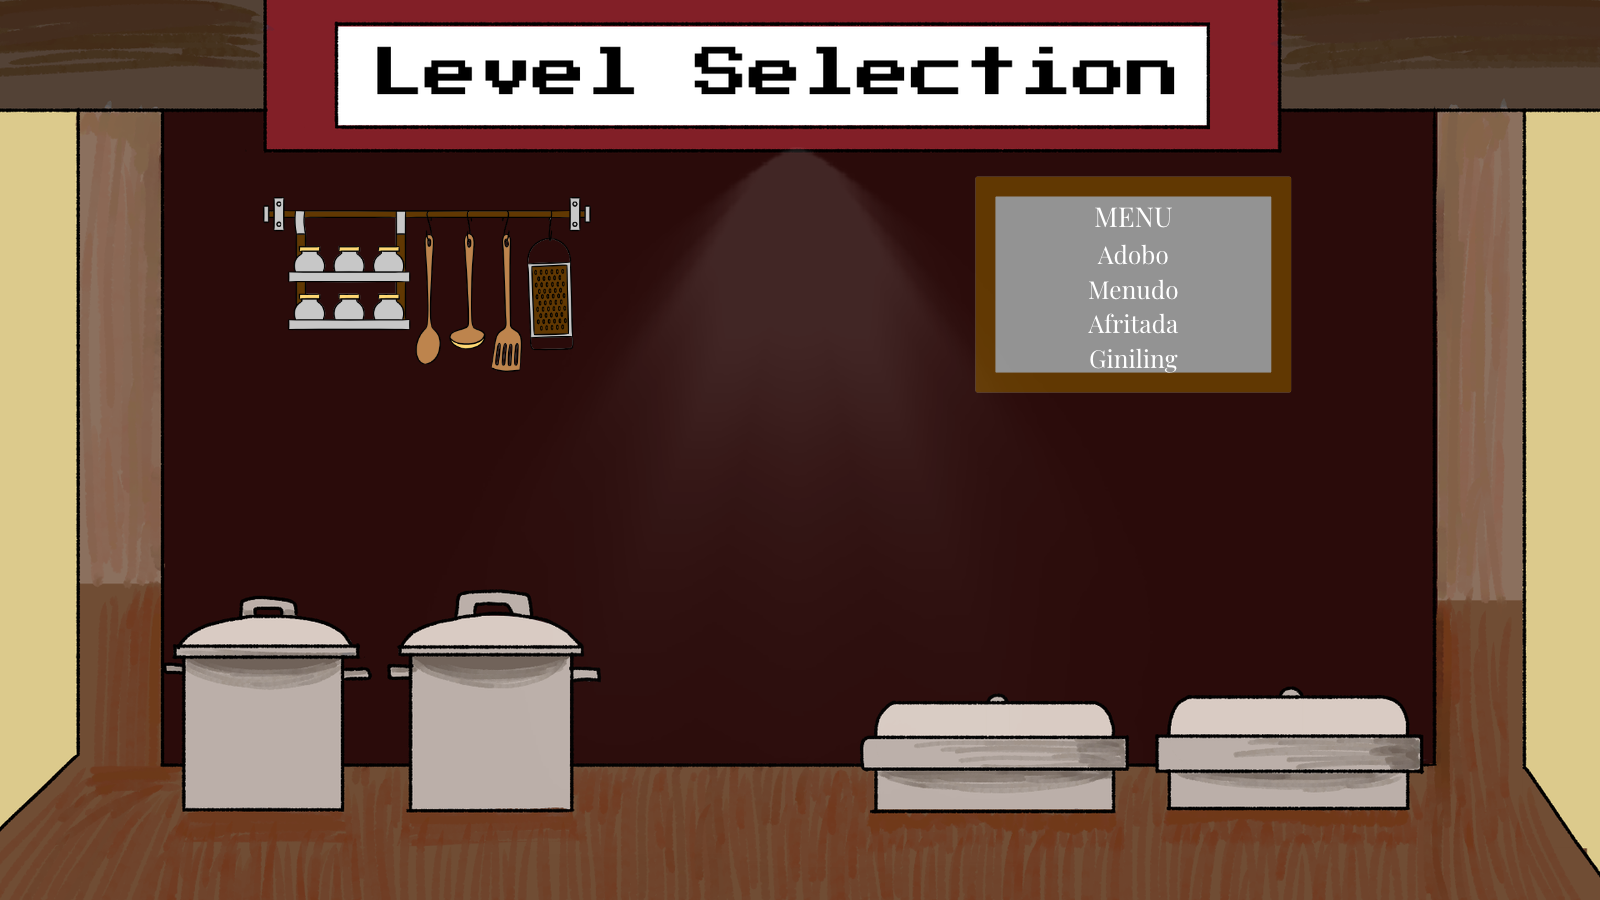 Level Selection
MENU
Adobo
Menudo
Afritada
Giniling